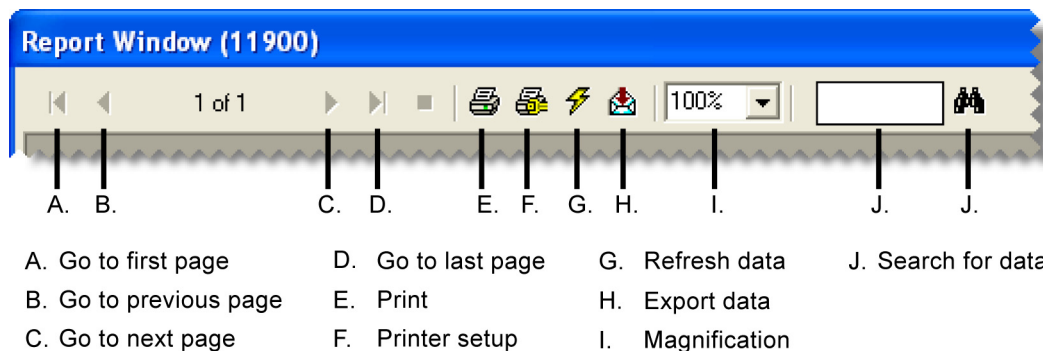 Report Window (11900)
1 of 1
100%
A. B. C. D. E. F. G. H. I. J. J.
A. Go to first page
B. Go to previous page
C. Go to next page
D. Go to last page
E. Print
F. Printer setup
G. Refresh data
H. Export data
I. Magnification
J. Search for data